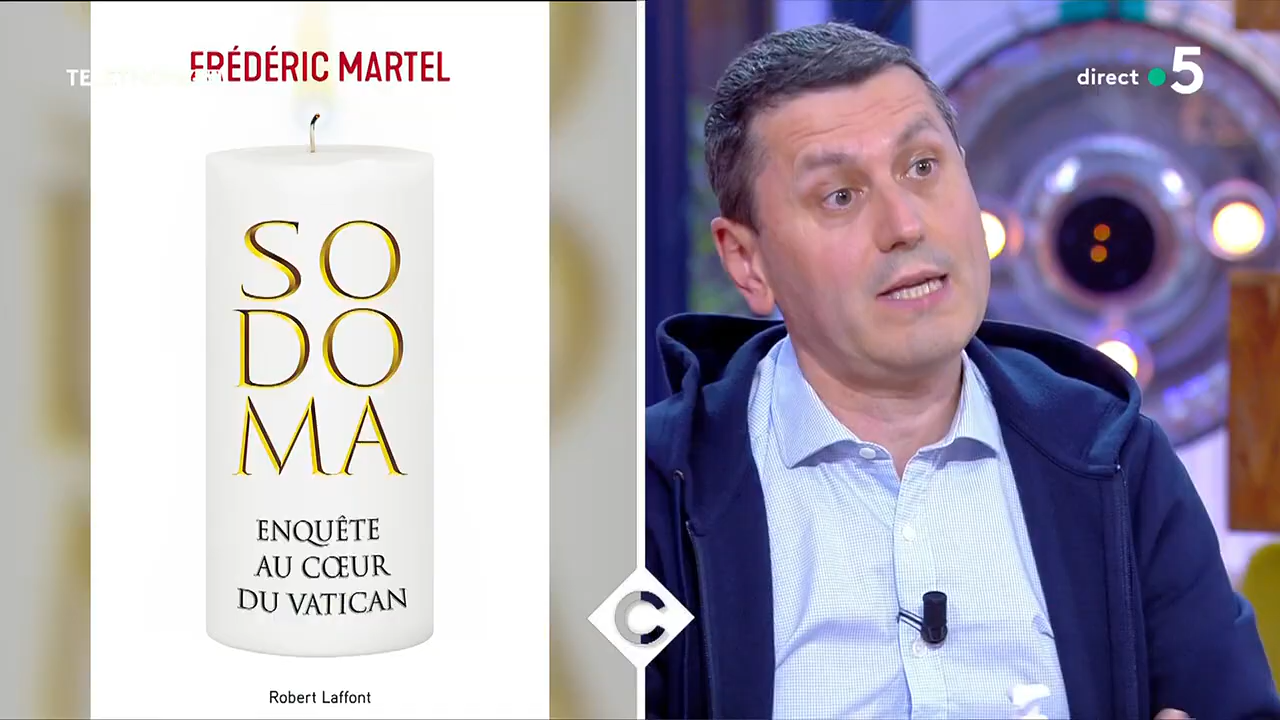 FRÉDÉRIC MARTEL
SO
DO
MA
ENQUÊTE
AU CŒUR
DU VATICAN
Robert Laffont
direct 5
C